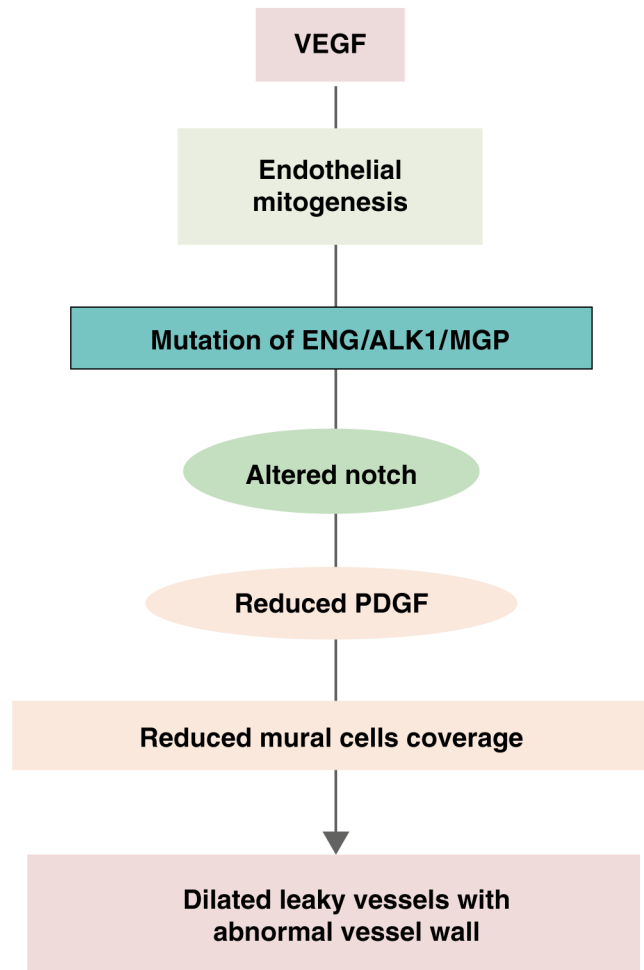 VEGF
Endothelial
mitogenesis
Mutation of ENG/ALK1/MGP
Altered notch
Reduced PDGF
Reduced mural cells coverage
Dilated leaky vessels with
abnormal vessel wall